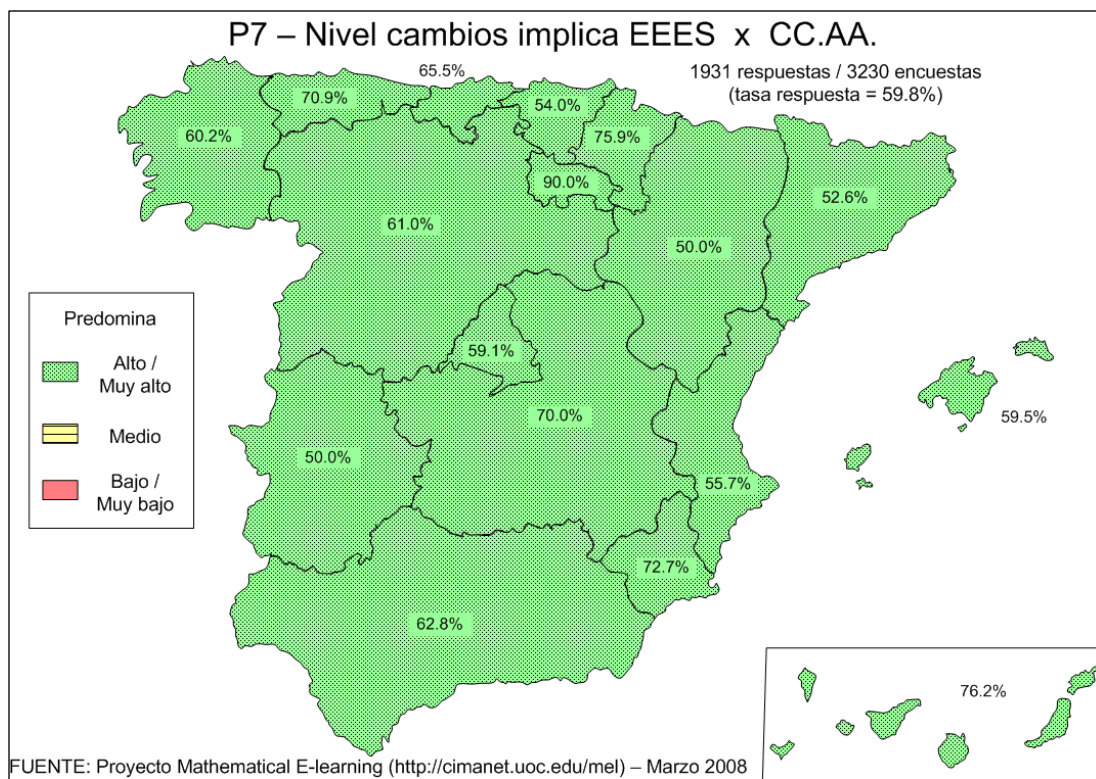 P7 – Nivel cambios implica EEES x CC.AA.
1931 respuestas / 3230 encuestas
(tasa respuesta = 59.8%)
65.5%
70.9%
54.0%
60.2%
75.9%
90.0%
52.6%
61.0%
50.0%
Predomina
Alto /
Muy alto
Medio
Bajo /
Muy bajo
59.1%
70.0%
59.5%
50.0%
55.7%
72.7%
62.8%
76.2%
FUENTE: Proyecto Mathematical E-learning (http://cimanet.uoc.edu/mel) – Marzo 2008